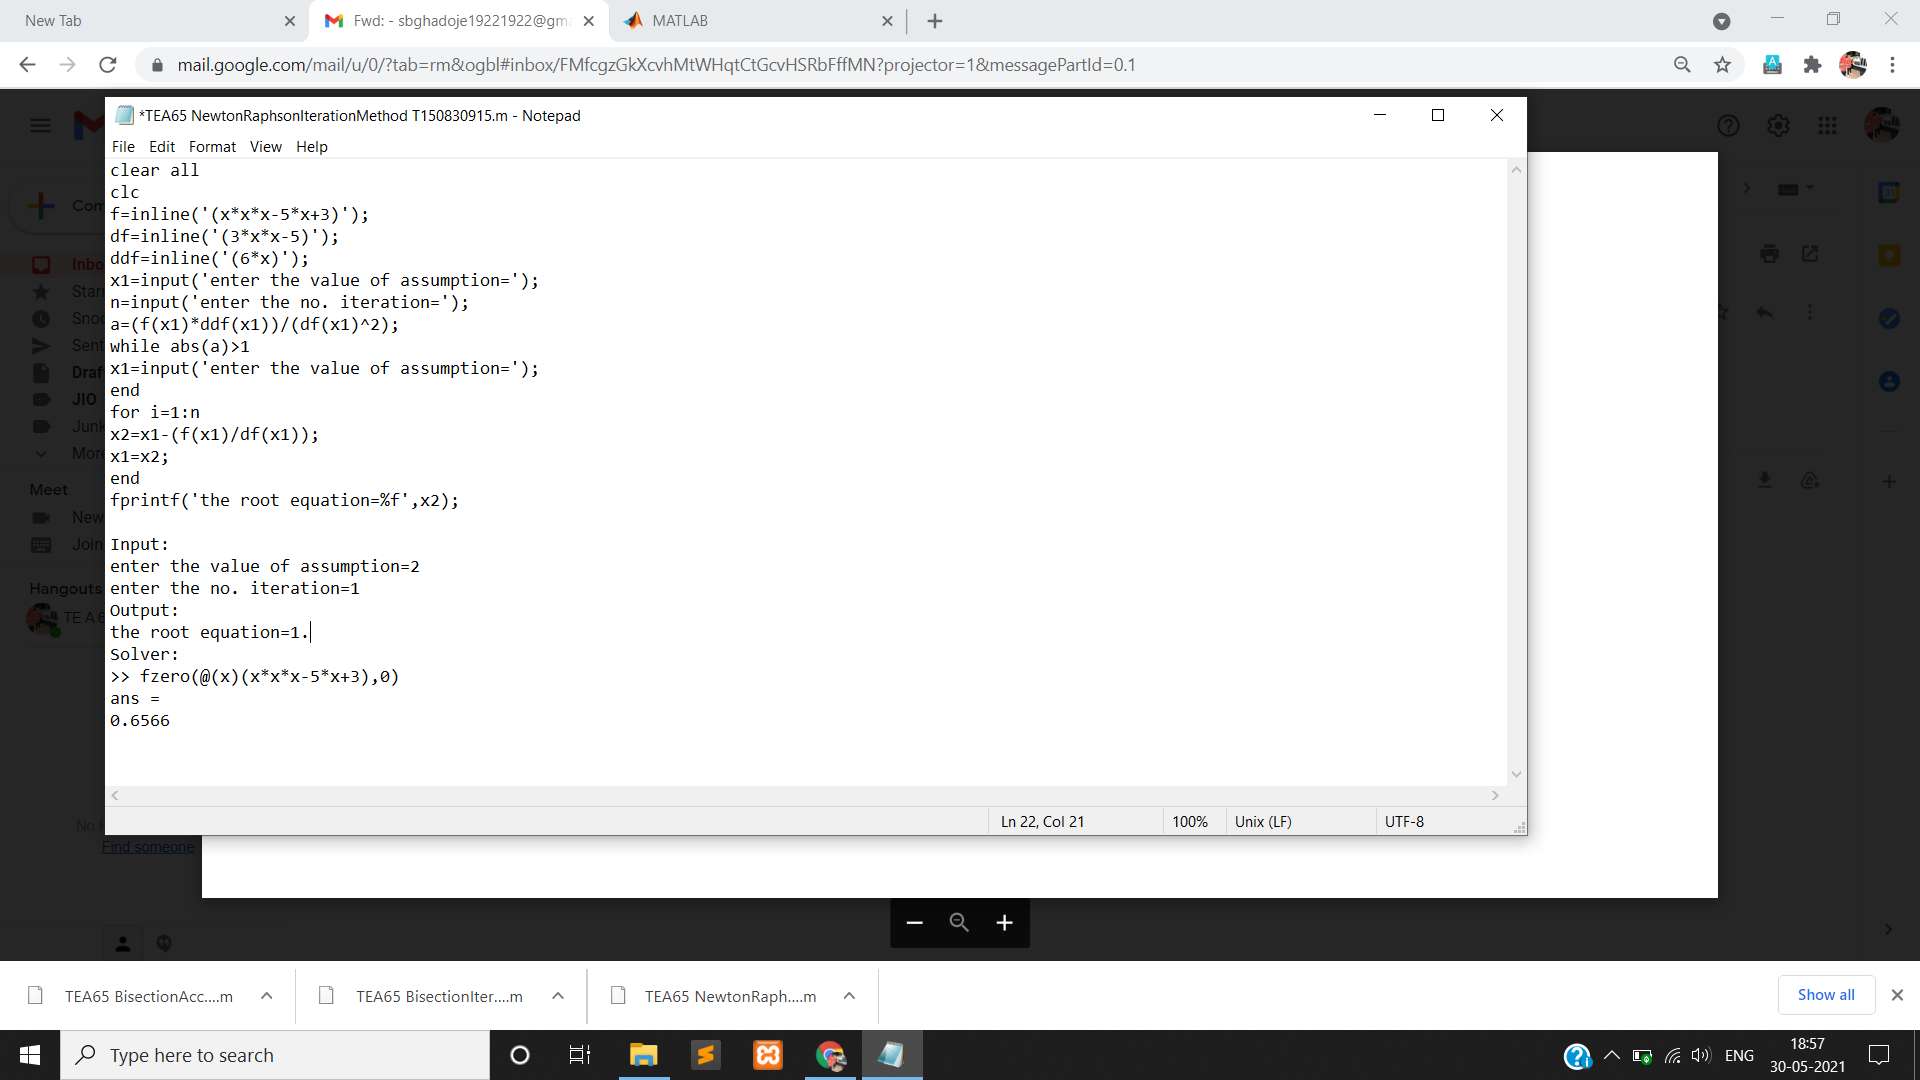 New Tab
Fwd: - sbghadoje19221922@gm
MATLAB
mail.google.com/mail/u/0/?tab=rm&ogbl#inbox/FMfcgzGkXcvhMtWHqtCtGcvHSRbFffMN?projector=1&messagePartId=0.1
*TEA65 NewtonRaphsonIterationMethod T150830915.m - Notepad
File Edit Format View Help
clear all
clc
f=inline('(x*x*x-5*x+3)');
df=inline('(3*x*x-5)');
ddf=inline('(6*x)');
x1=input('enter the value of assumption=');
n=input('enter the no. iteration=');
a=(f(x1)*ddf(x1))/(df(x1)^2);
while abs(a)>1
x1=input('enter the value of assumption=');
end
for i=1:n
x2=x1-(f(x1)/df(x1));
x1=x2;
end
fprintf('the root equation=%f',x2);
Input:
enter the value of assumption=2
enter the no. iteration=1
Output:
the root equation=1.
Solver:
>> fzero(@(x)(x*x*x-5*x+3),0)
ans =
0.6566
Ln 22, Col 21
100%
Unix (LF)
UTF-8
Com
Inbo
Star
Snoo
Sent
Draf
JIO
Junk
More
Meet
New
Join
Hangouts
TE A 6
No H
Find someone
TEA65 BisectionAcc....m
TEA65 BisectionIter....m
TEA65 NewtonRaph....m
Show all
Type here to search
ENG
18:57
30-05-2021